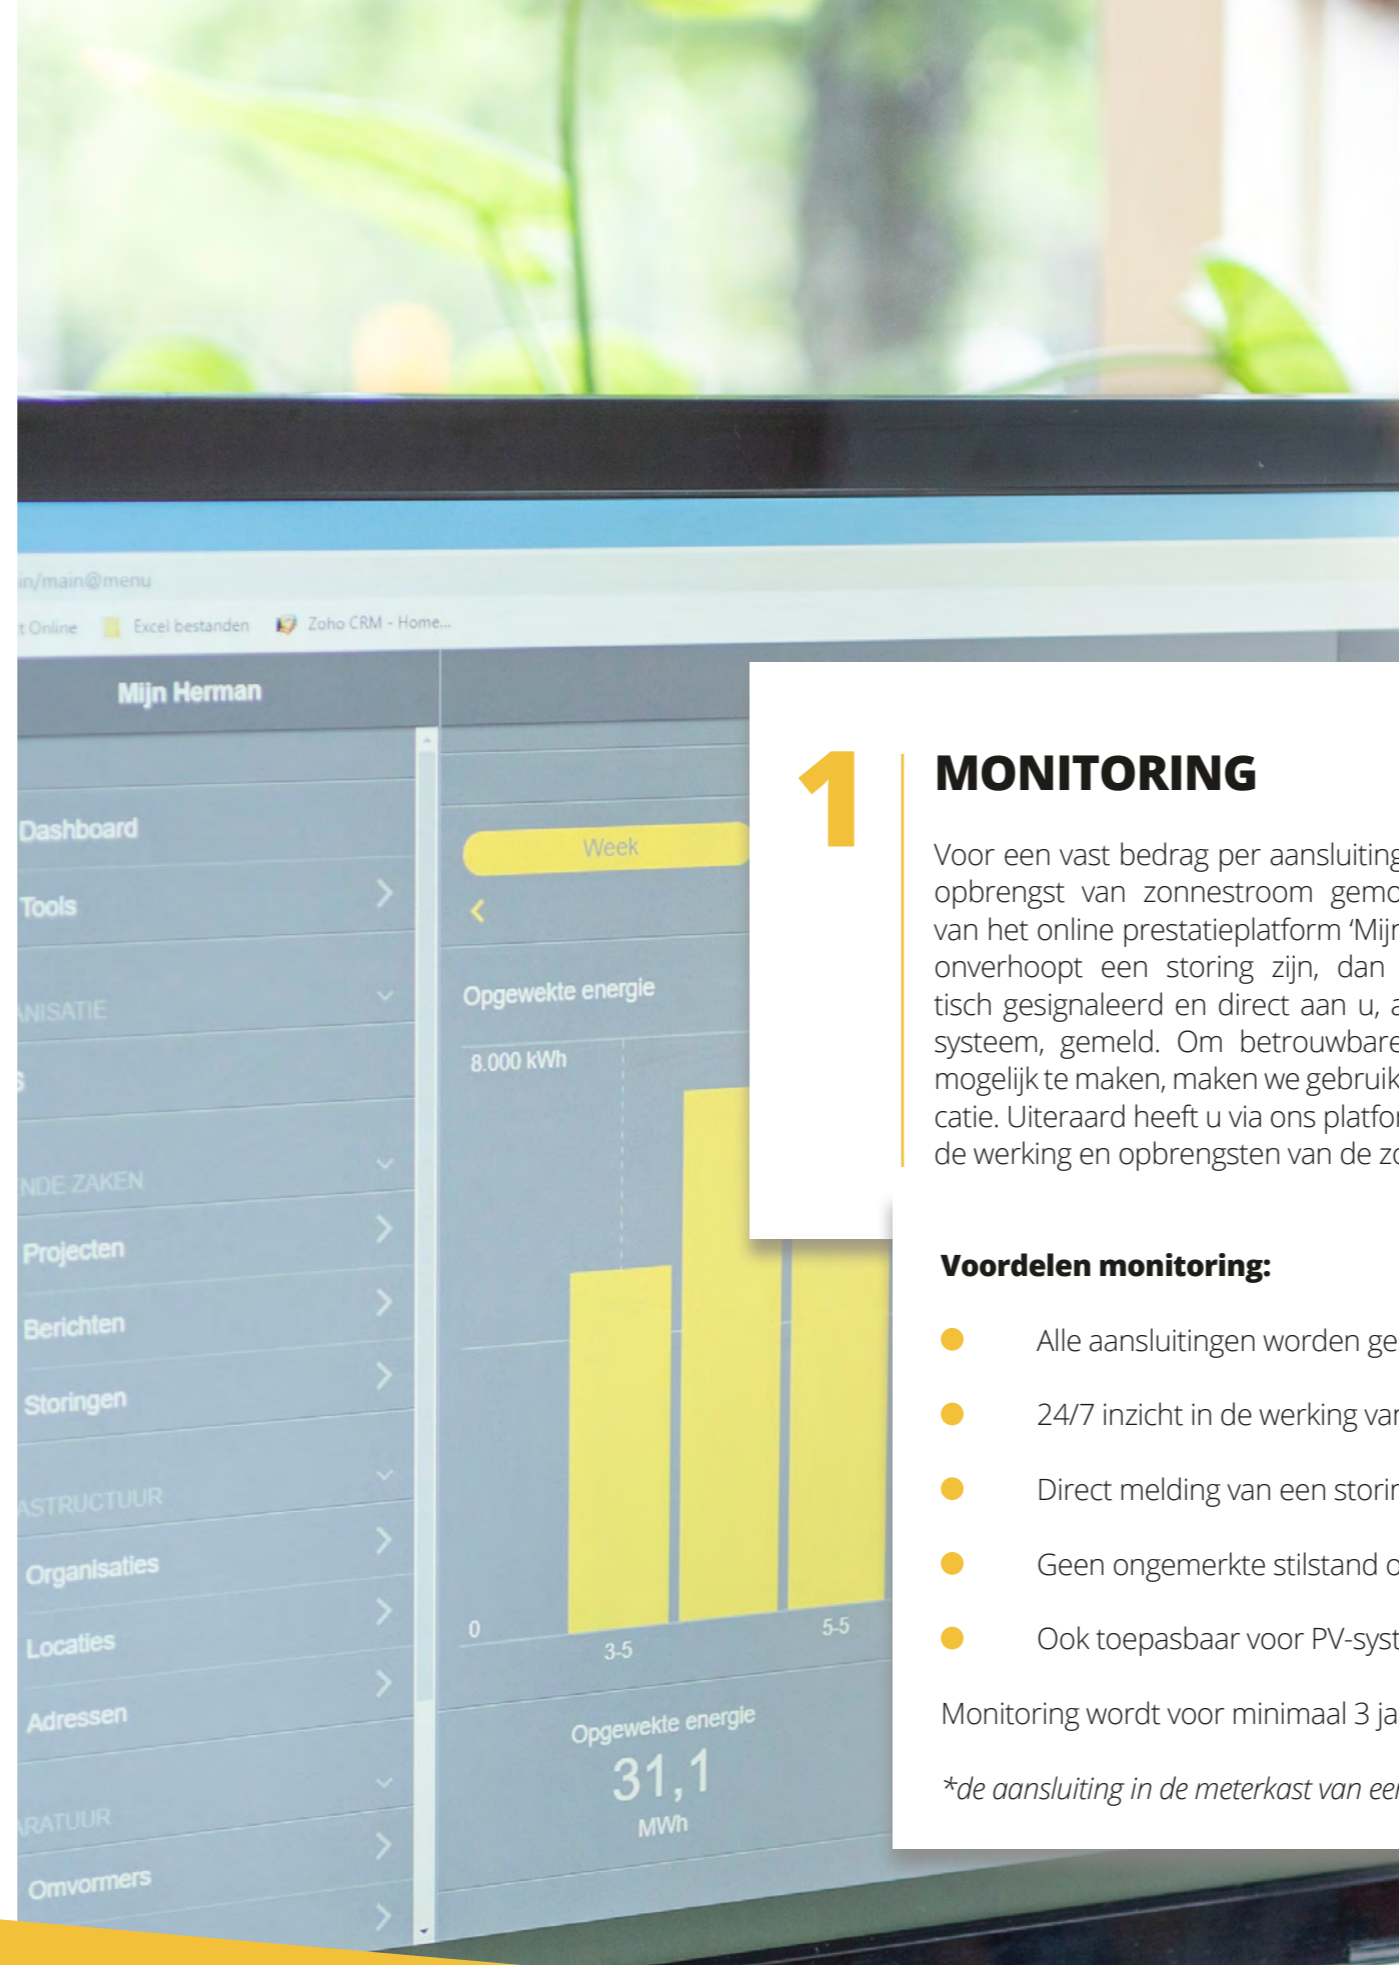 in/main@menu
t Online Excel bestanden Zoho CRM - Home...
Mijn Herman
Dashboard
Tools
ANISATIE
S
NDE ZAKEN
Projecten
Berichten
Storingen
ASTRUCTUUR
Organisaties
Locaties
Adressen
ARATUUR
Omvormers
Week
Opgewekte energie
8.000 kWh
0
3-5
5-5
Opgewekte energie
31,1
MWh
1
MONITORING
Voor een vast bedrag per aansluiting
opbrengst van zonnestroom gemo
van het online prestatieplatform ‘Mijn
onverhoopt een storing zijn, dan
tisch gesignaleerd en direct aan u, a
systeem, gemeld. Om betrouwbare
mogelijk te maken, maken we gebruik
catie. Uiteraard heeft u via ons platfor
de werking en opbrengsten van de zo
Voordelen monitoring:
Alle aansluitingen worden ge
24/7 inzicht in de werking van
Direct melding van een storin
Geen ongemerkte stilstand o
Ook toepasbaar voor PV-syst
Monitoring wordt voor minimaal 3 ja
*de aansluiting in de meterkast van een